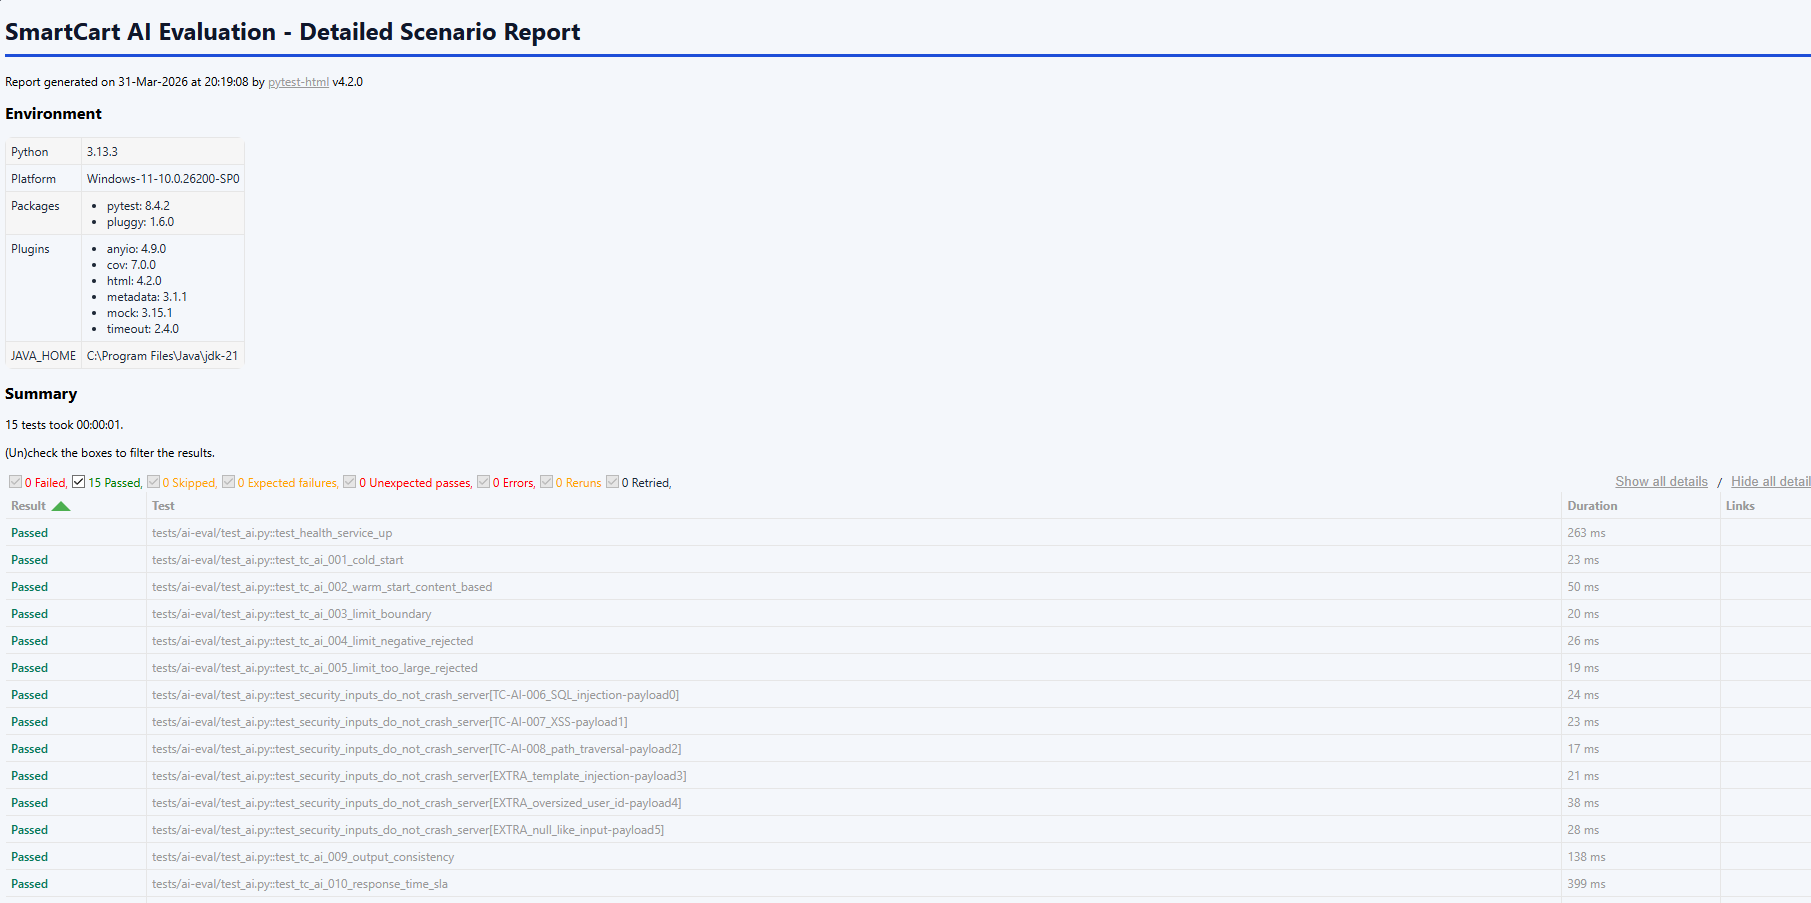 SmartCart AI Evaluation - Detailed Scenario Report
Report generated on 31-Mar-2026 at 20:19:08 by pytest-html v4.2.0
Environment
Python 3.13.3
Platform Windows-11-10.0.26200-SP0
Packages
• pytest: 8.4.2
• pluggy: 1.6.0
Plugins
• anyio: 4.9.0
• cov: 7.0.0
• html: 4.2.0
• metadata: 3.1.1
• mock: 3.15.1
• timeout: 2.4.0
JAVA_HOME C:\Program Files\Java\jdk-21
Summary
15 tests took 00:00:01.
(Un)check the boxes to filter the results.
0 Failed, 15 Passed, 0 Skipped, 0 Expected failures, 0 Unexpected passes, 0 Errors, 0 Reruns 0 Retried, Show all details / Hide all detail
Result Test Duration Links
Passed tests/ai-eval/test_ai.py::test_health_service_up 263 ms
Passed tests/ai-eval/test_ai.py::test_tc_ai_001_cold_start 23 ms
Passed tests/ai-eval/test_ai.py::test_tc_ai_002_warm_start_content_based 50 ms
Passed tests/ai-eval/test_ai.py::test_tc_ai_003_limit_boundary 20 ms
Passed tests/ai-eval/test_ai.py::test_tc_ai_004_limit_negative_rejected 26 ms
Passed tests/ai-eval/test_ai.py::test_tc_ai_005_limit_too_large_rejected 19 ms
Passed tests/ai-eval/test_ai.py::test_security_inputs_do_not_crash_server[TC-AI-006_SQL_injection-payload0] 24 ms
Passed tests/ai-eval/test_ai.py::test_security_inputs_do_not_crash_server[TC-AI-007_XSS-payload1] 23 ms
Passed tests/ai-eval/test_ai.py::test_security_inputs_do_not_crash_server[TC-AI-008_path_traversal-payload2] 17 ms
Passed tests/ai-eval/test_ai.py::test_security_inputs_do_not_crash_server[EXTRA_template_injection-payload3] 21 ms
Passed tests/ai-eval/test_ai.py::test_security_inputs_do_not_crash_server[EXTRA_oversized_user_id-payload4] 38 ms
Passed tests/ai-eval/test_ai.py::test_security_inputs_do_not_crash_server[EXTRA_null_like_input-payload5] 28 ms
Passed tests/ai-eval/test_ai.py::test_tc_ai_009_output_consistency 138 ms
Passed tests/ai-eval/test_ai.py::test_tc_ai_010_response_time_sla 399 ms